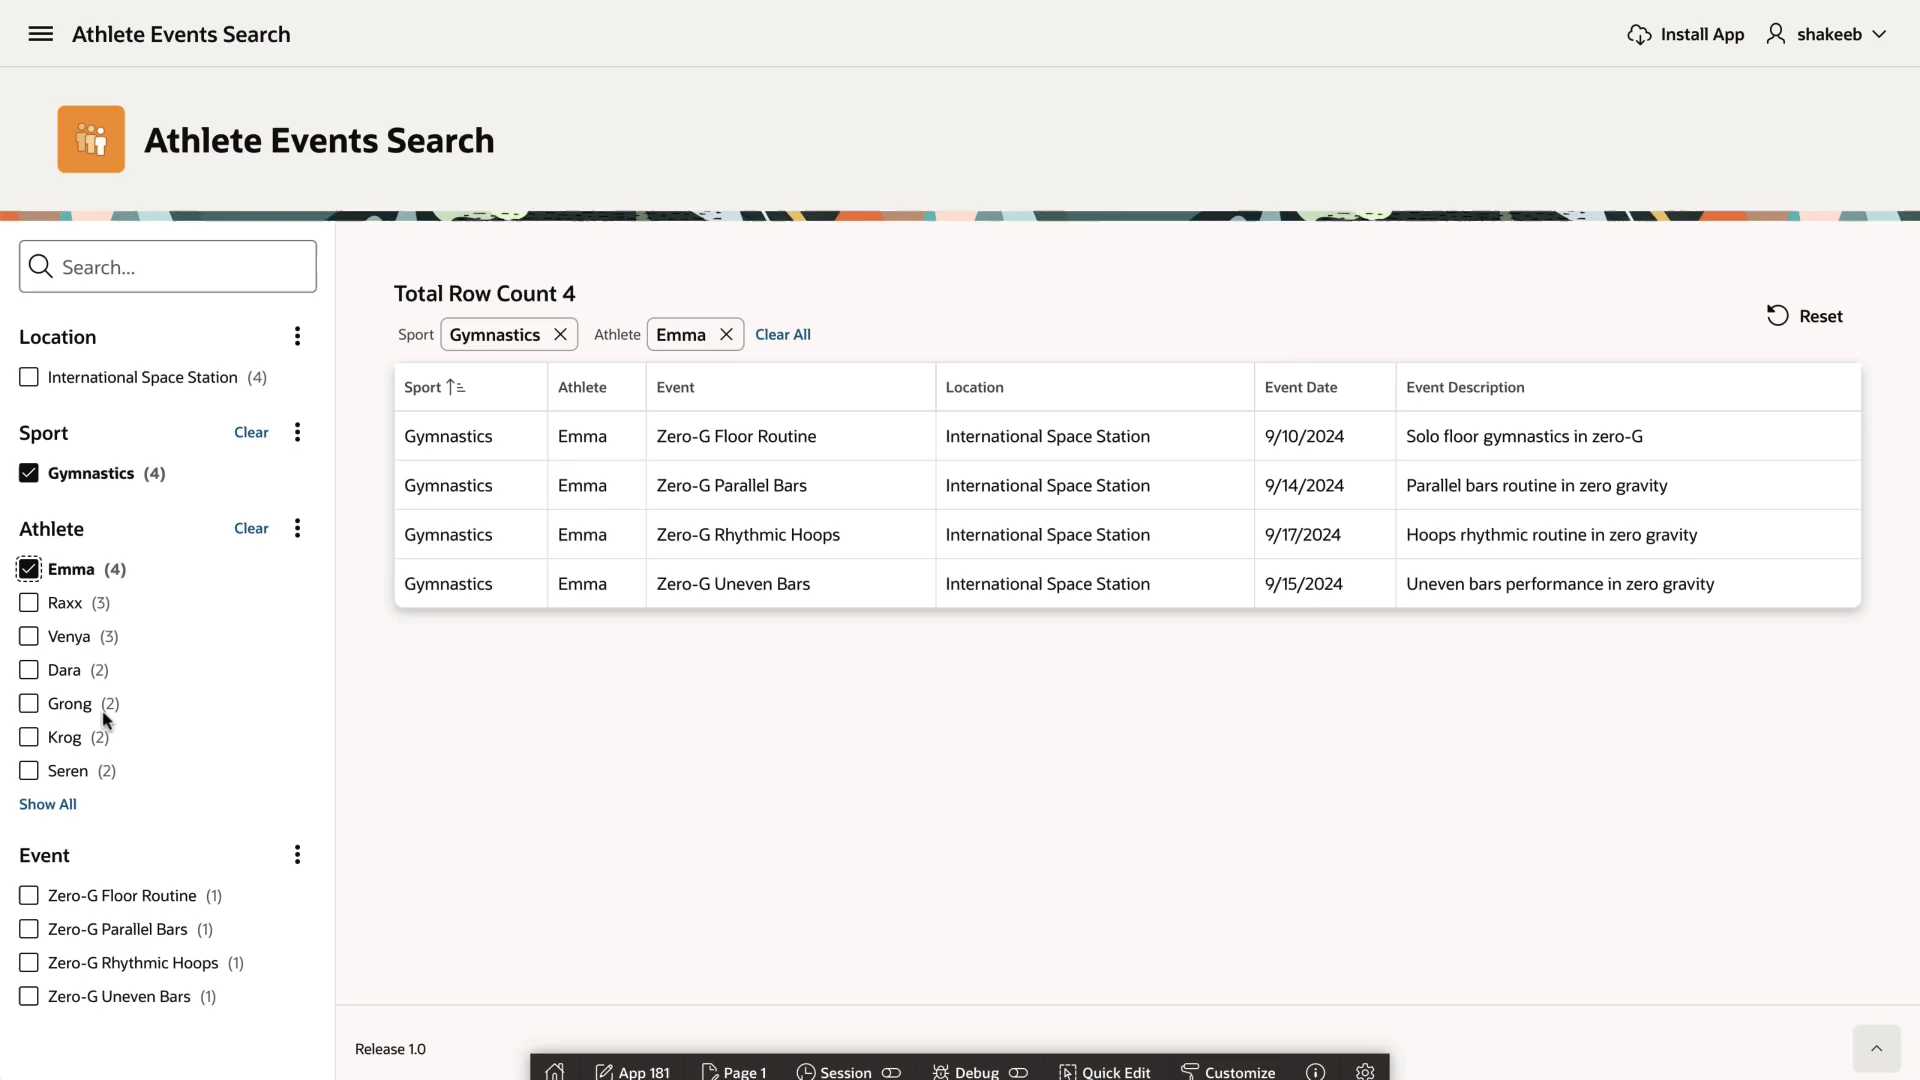 Athlete Events Search
Install App
shakeeb
Athlete Events Search
Search...
Location
International Space Station (4)
Sport Clear
Gymnastics (4)
Athlete Clear
Emma (4)
Raxx (3)
Venya (3)
Dara (2)
Grong (2)
Krog (2)
Seren (2)
Show All
Event
Zero-G Floor Routine (1)
Zero-G Parallel Bars (1)
Zero-G Rhythmic Hoops (1)
Zero-G Uneven Bars (1)
Total Row Count 4
Sport Gymnastics Athlete Emma Clear All
Reset
Sport Athlete Event Location Event Date Event Description
Gymnastics Emma Zero-G Floor Routine International Space Station 9/10/2024 Solo floor gymnastics in zero-G
Gymnastics Emma Zero-G Parallel Bars International Space Station 9/14/2024 Parallel bars routine in zero gravity
Gymnastics Emma Zero-G Rhythmic Hoops International Space Station 9/17/2024 Hoops rhythmic routine in zero gravity
Gymnastics Emma Zero-G Uneven Bars International Space Station 9/15/2024 Uneven bars performance in zero gravity
Release 1.0
App 181 Page 1 Session Debug Quick Edit Customize